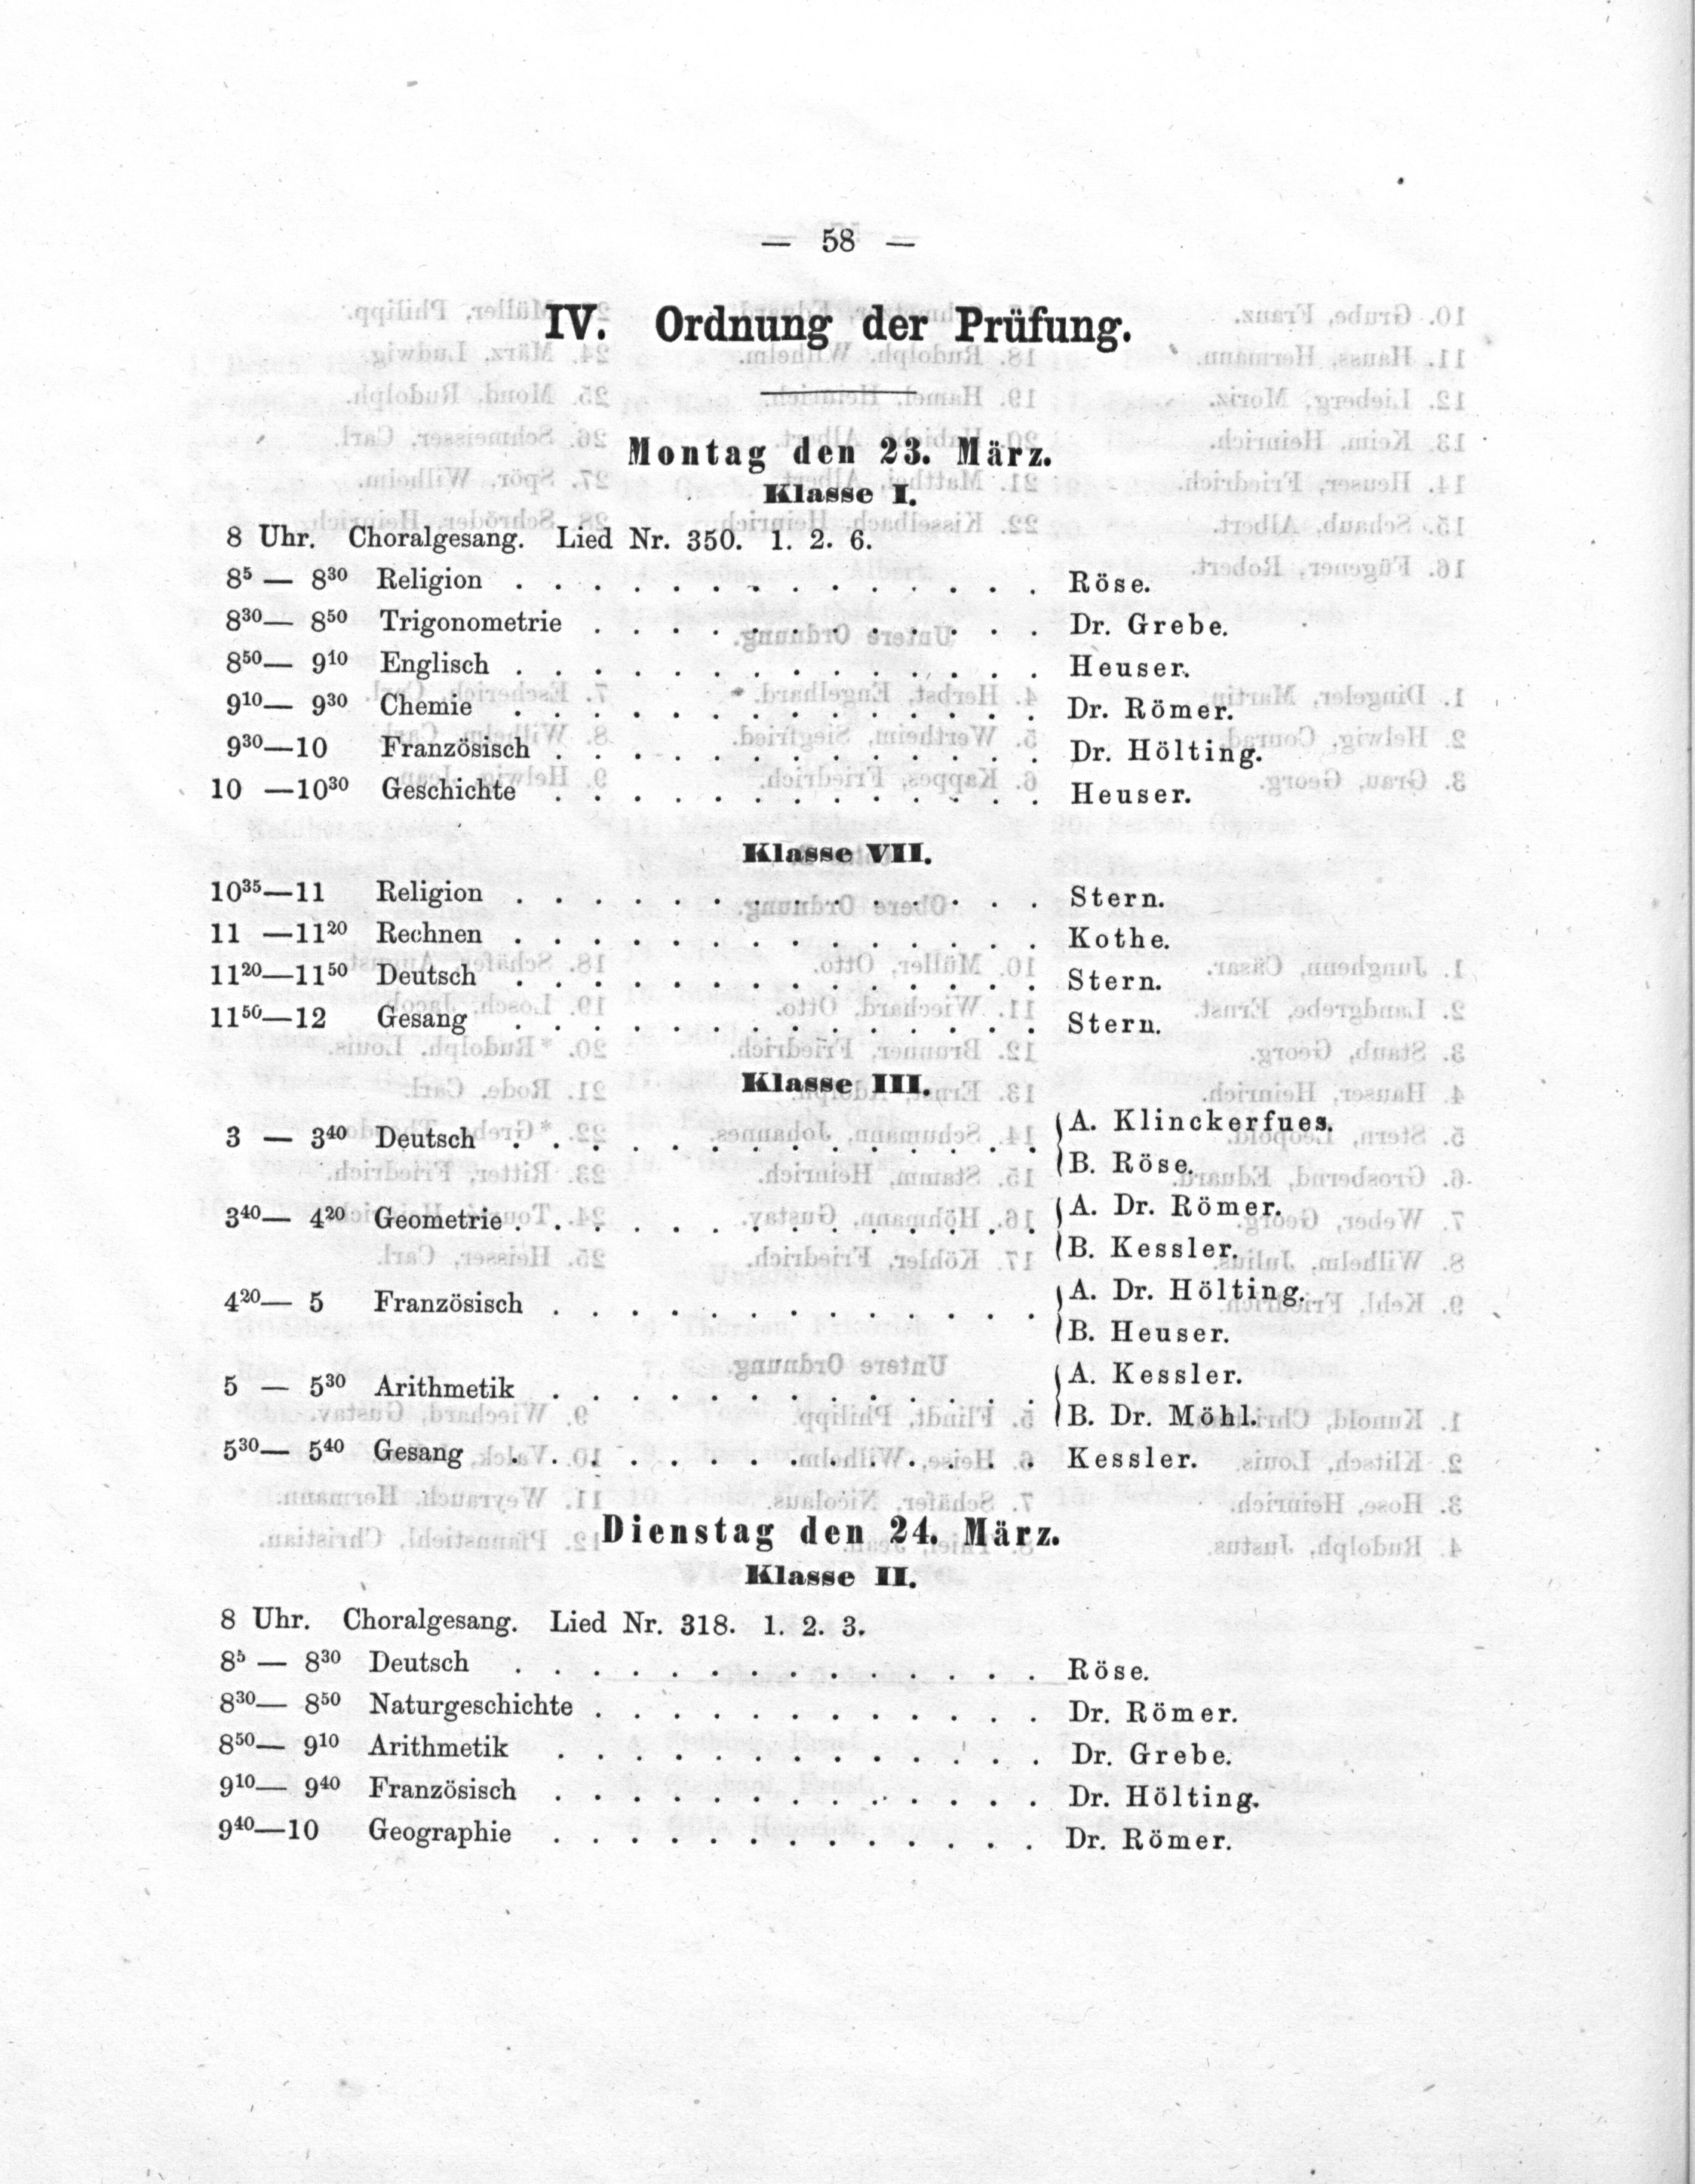 — 58 —
IV. Ordnung der Prüfung.
Montag den 23. März.
Klasse I.
8 Uhr. Choralgesang. Lied Nr. 350. 1. 2. 6.
8⁵ — 8³⁰ Religion . . . . . . . . . . . . . . Röse.
8³⁰— 8⁵⁰ Trigonometrie . . . . . . . . . . . . Dr. Grebe.
8⁵⁰— 9¹⁰ Englisch . . . . . . . . . . . . . . Heuser.
9¹⁰— 9³⁰ Chemie . . . . . . . . . . . . . . Dr. Römer.
9³⁰—10 Französisch . . . . . . . . . . . . . Dr. Hölting.
10 —10³⁰ Geschichte . . . . . . . . . . . . . Heuser.
Klasse VII.
10³⁵—11 Religion . . . . . . . . . . . . . . Stern.
11 —11²⁰ Rechnen . . . . . . . . . . . . . . Kothe.
11²⁰—11⁵⁰ Deutsch . . . . . . . . . . . . . . Stern.
11⁵⁰—12 Gesang . . . . . . . . . . . . . . Stern.
Klasse III.
3 — 3⁴⁰ Deutsch . . . . . . . . . . . . . . A. Klinckerfues.
B. Röse.
3⁴⁰— 4²⁰ Geometrie . . . . . . . . . . . . . . A. Dr. Römer.
B. Kessler.
4²⁰— 5 Französisch . . . . . . . . . . . . . A. Dr. Hölting.
B. Heuser.
5 — 5³⁰ Arithmetik . . . . . . . . . . . . . A. Kessler.
B. Dr. Möhl.
5³⁰— 5⁴⁰ Gesang . . . . . . . . . . . . . . Kessler.
Dienstag den 24. März.
Klasse II.
8 Uhr. Choralgesang. Lied Nr. 318. 1. 2. 3.
8⁵ — 8³⁰ Deutsch . . . . . . . . . . . . . . Röse.
8³⁰— 8⁵⁰ Naturgeschichte . . . . . . . . . . . . Dr. Römer.
8⁵⁰— 9¹⁰ Arithmetik . . . . . . . . . . . . . Dr. Grebe.
9¹⁰— 9⁴⁰ Französisch . . . . . . . . . . . . . Dr. Hölting.
9⁴⁰—10 Geographie . . . . . . . . . . . . . Dr. Römer.